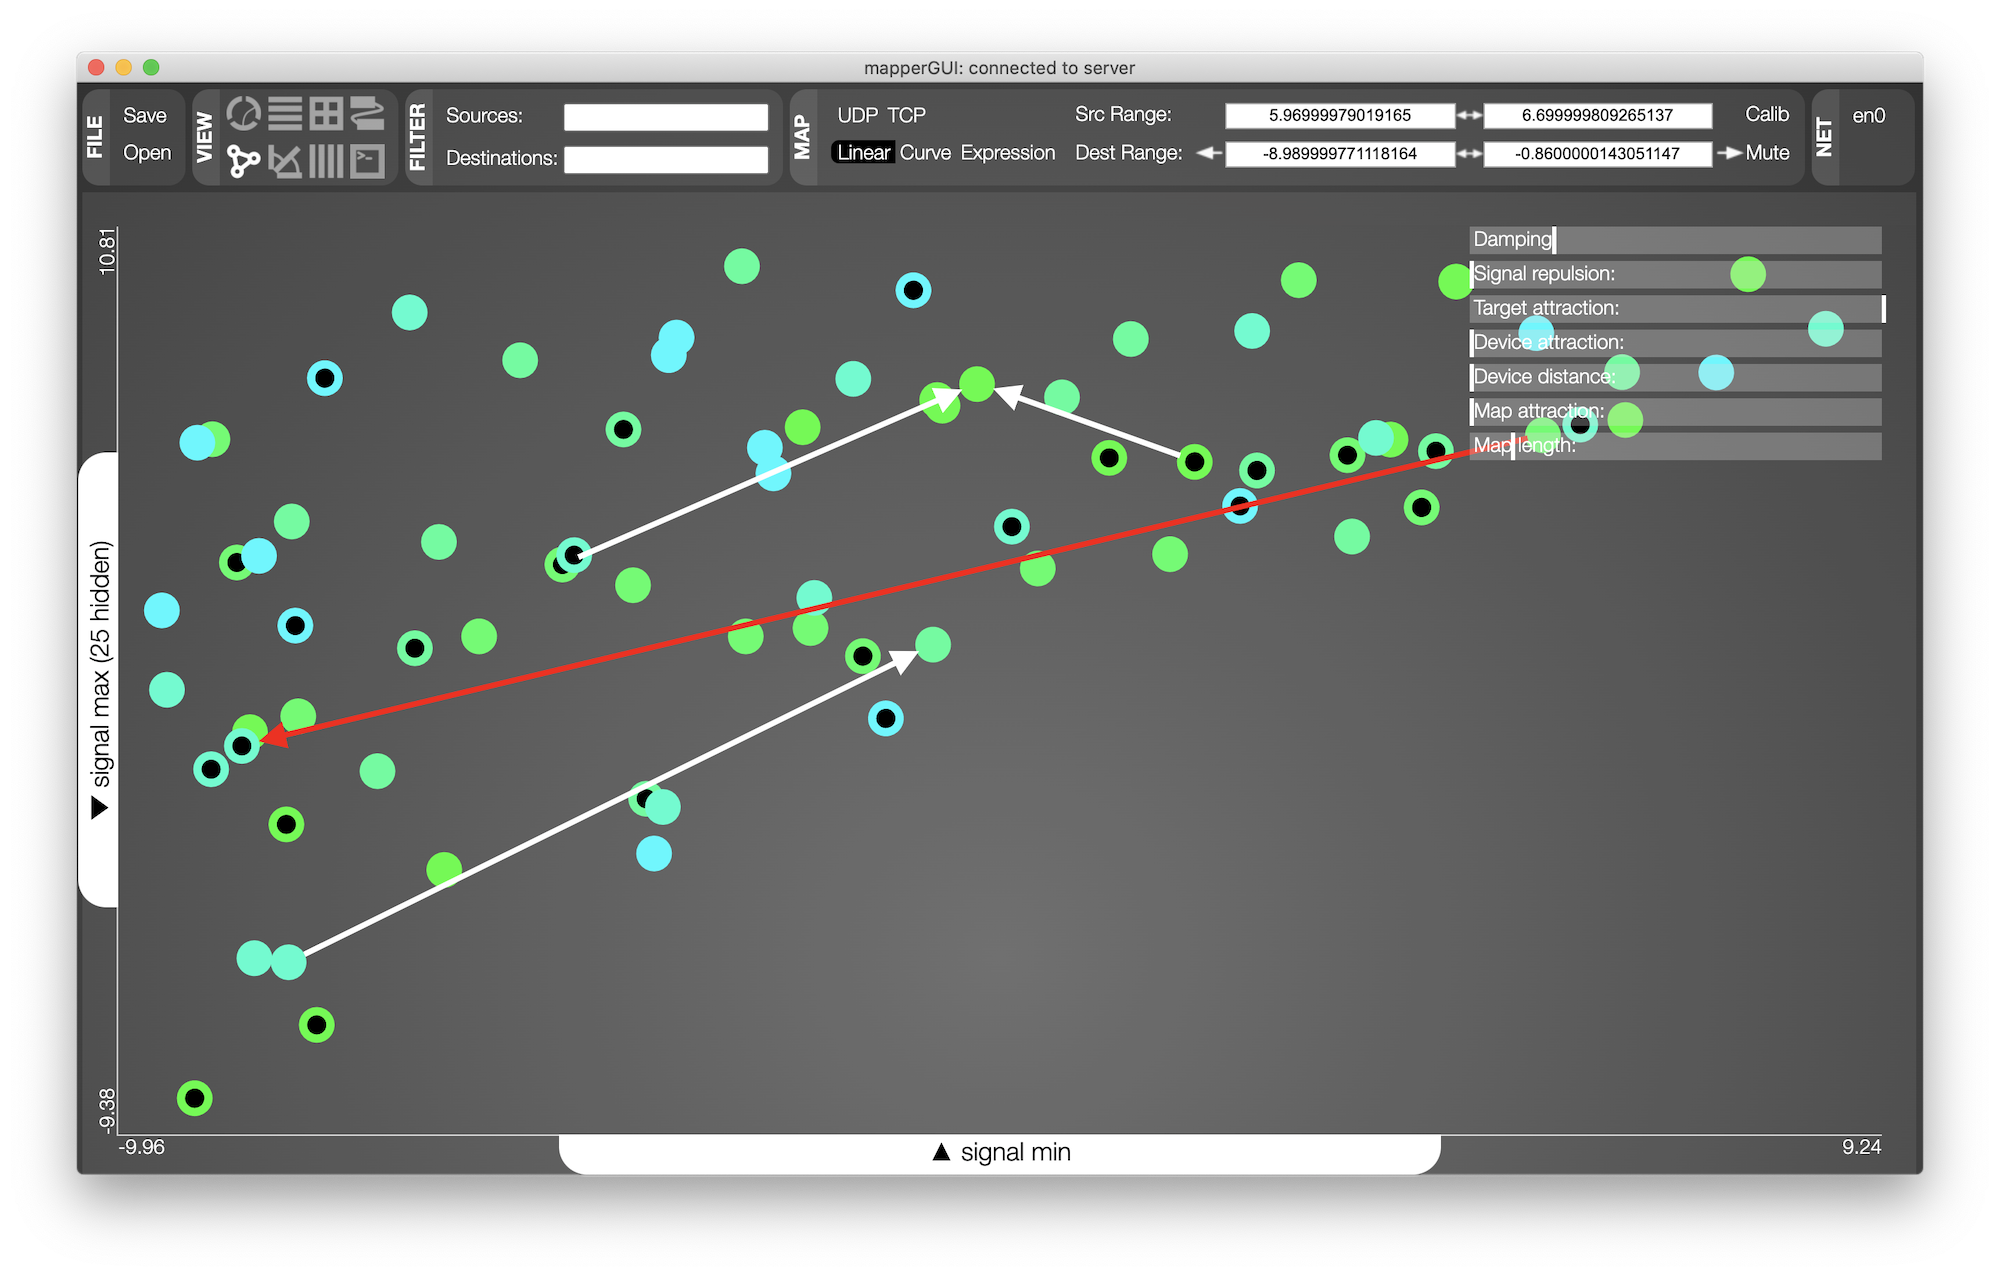 mapperGUI: connected to server
FILE
Save
Open
VIEW
FILTER
Sources:
Destinations:
MAP
UDP TCP
Linear Curve Expression
Src Range: 5.96999979019165 6.699999809265137 Calib
Dest Range: -8.989999771118164 -0.8600000143051147 Mute
NET
en0
10.81
▼ signal max (25 hidden)
-9.38
Damping
Signal repulsion:
Target attraction:
Device attraction:
Device distance:
Map attraction:
Map length:
-9.96
▲ signal min
9.24